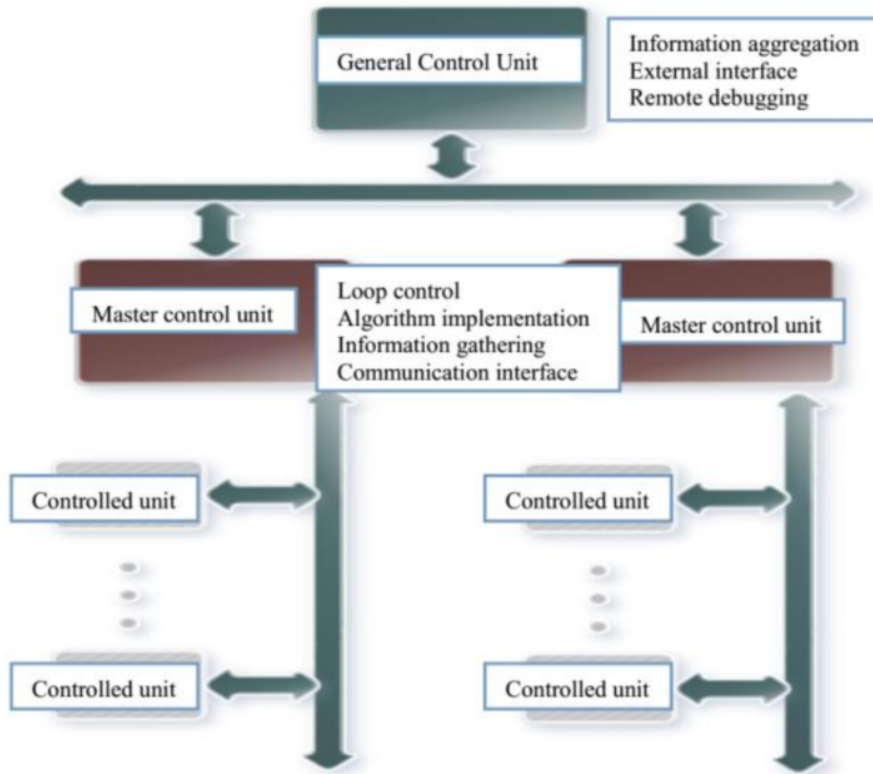 General Control Unit
Information aggregation
External interface
Remote debugging
Master control unit
Loop control
Algorithm implementation
Information gathering
Communication interface
Master control unit
Controlled unit
Controlled unit
Controlled unit
Controlled unit